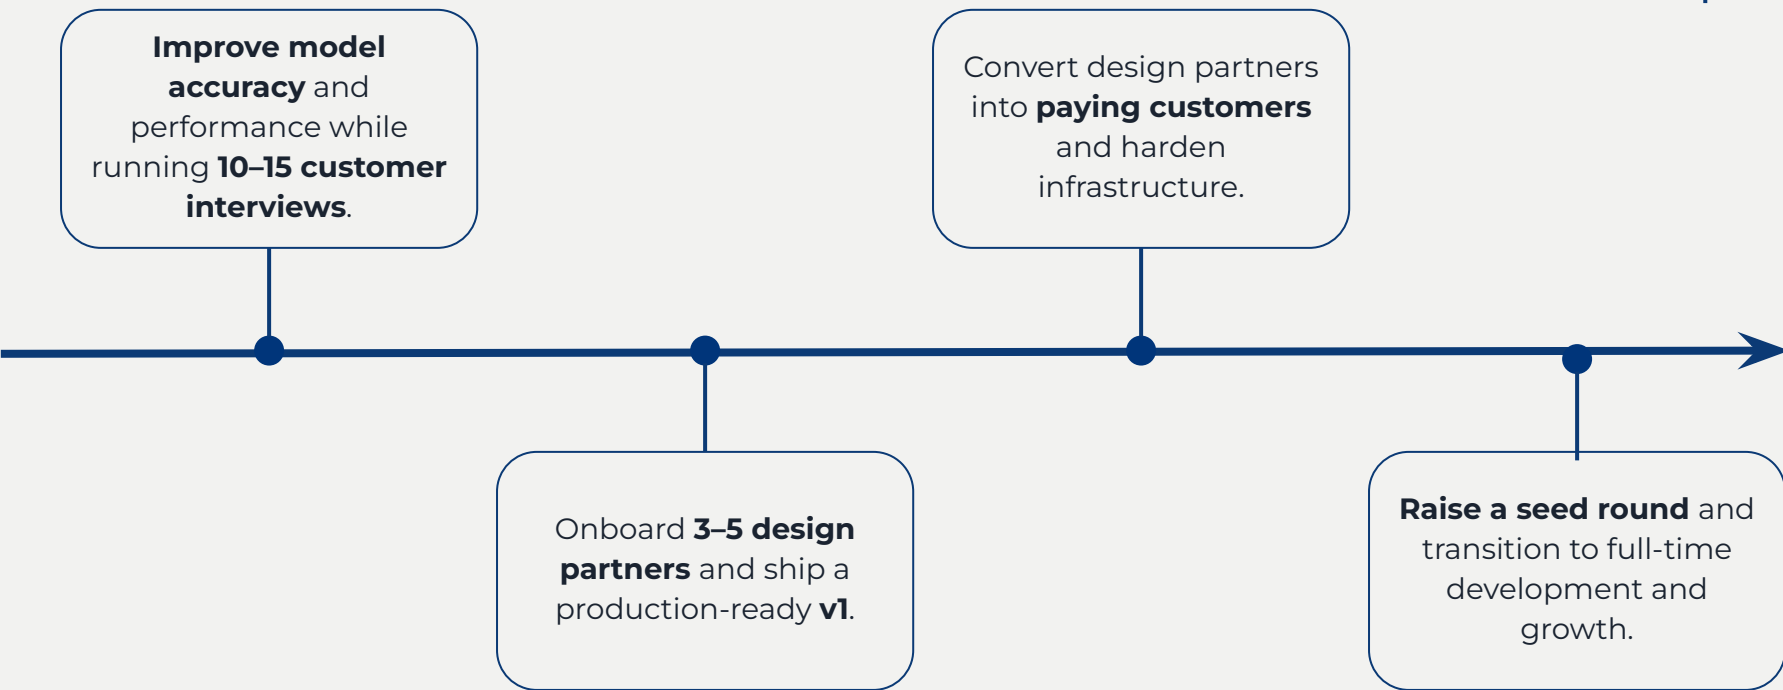 Improve model
accuracy and
performance while
running 10–15 customer
interviews.
Onboard 3–5 design
partners and ship a
production-ready v1.
Convert design partners
into paying customers
and harden
infrastructure.
Raise a seed round and
transition to full-time
development and
growth.